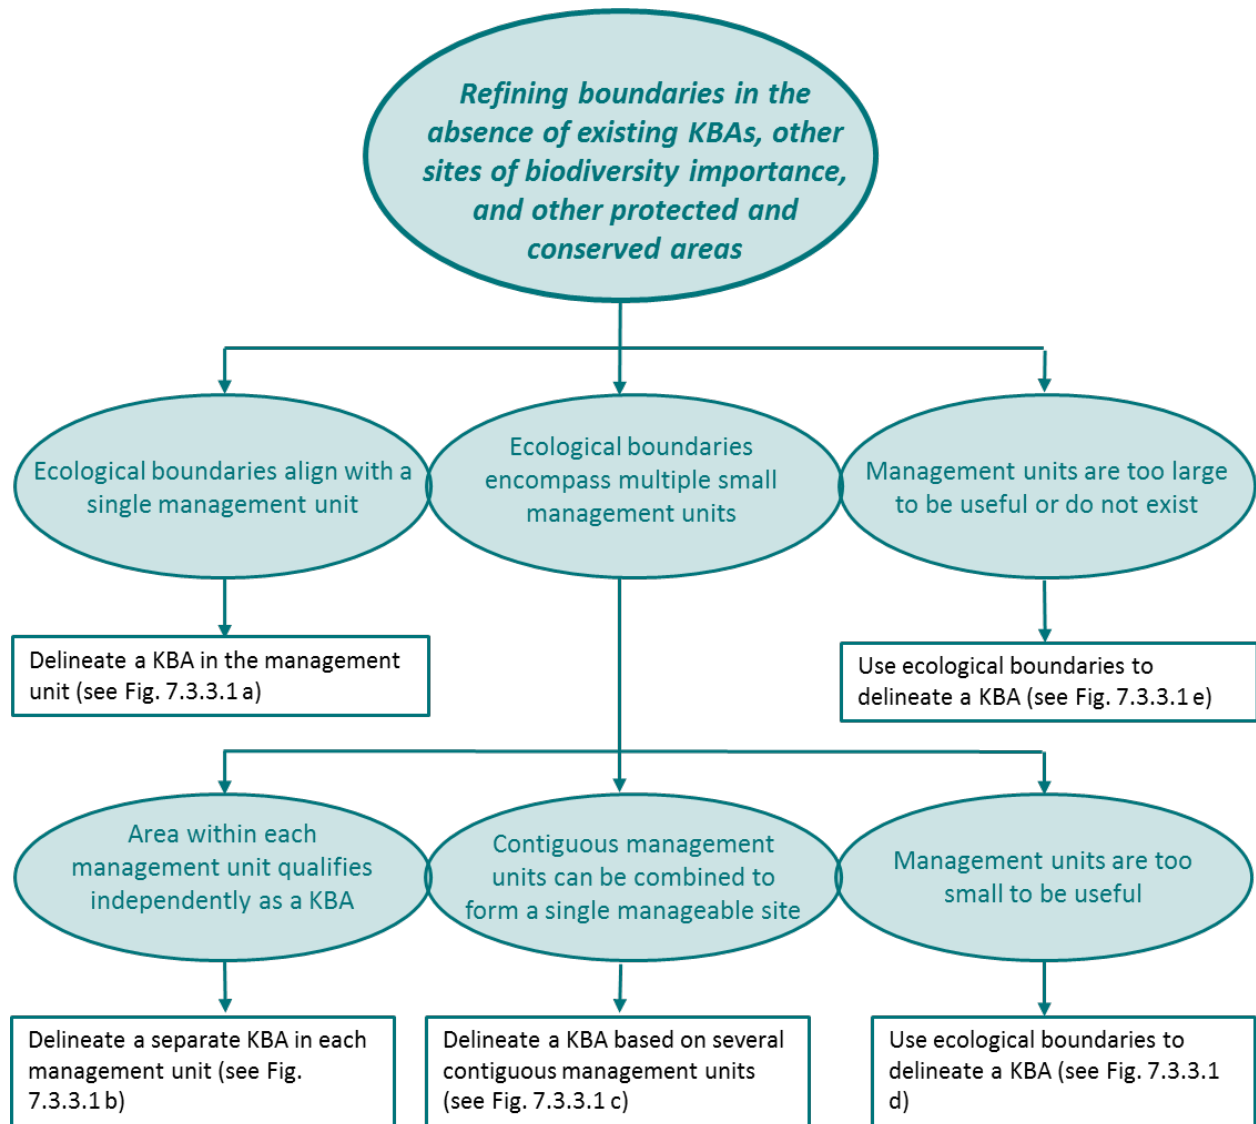 Refining boundaries in the
absence of existing KBAs, other
sites of biodiversity importance,
and other protected and
conserved areas
Ecological boundaries align with a
single management unit
Ecological boundaries
encompass multiple small
management units
Management units are too large
to be useful or do not exist
Delineate a KBA in the management
unit (see Fig. 7.3.3.1 a)
Use ecological boundaries to
delineate a KBA (see Fig. 7.3.3.1 e)
Area within each
management unit qualifies
independently as a KBA
Contiguous management
units can be combined to
form a single manageable site
Management units are too
small to be useful
Delineate a separate KBA in each
management unit (see Fig.
7.3.3.1 b)
Delineate a KBA based on several
contiguous management units
(see Fig. 7.3.3.1 c)
Use ecological boundaries to
delineate a KBA (see Fig. 7.3.3.1
d)